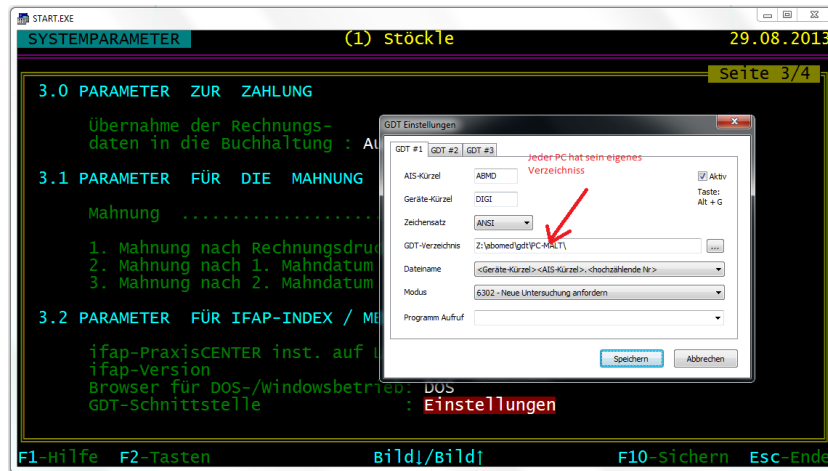 START.EXE
SYSTEMPARAMETER (1) Stöckle 29.08.2013
Seite 3/4
3.0 PARAMETER ZUR ZAHLUNG
Übernahme der Rechnungs-
daten in die Buchhaltung : Au
3.1 PARAMETER FÜR DIE MAHNUNG
Mahnung ......................
1. Mahnung nach Rechnungsdruc
2. Mahnung nach 1. Mahndatum
3. Mahnung nach 2. Mahndatum
3.2 PARAMETER FÜR IFAP-INDEX / ME
ifap-PraxisCENTER inst. auf L
ifap-Version
Browser für DOS-/Windowsbetrieb: DOS
GDT-Schnittstelle : Einstellungen
F1-Hilfe F2-Tasten Bild↓/Bild↑ F10-Sichern Esc-Ende
GDT Einstellungen
GDT #1 GDT #2 GDT #3
Jeder PC hat sein eigenes
Verzeichniss
AIS-Kürzel ABMD Aktiv
Taste:
Alt + G
Geräte-Kürzel DIGI
Zeichensatz ANSI
GDT-Verzeichnis Z:\abomed\gdt\PC-MALT\ ...
Dateiname <Geräte-Kürzel><AIS-Kürzel>.<hochzählende Nr>
Modus 6302 - Neue Untersuchung anfordern
Programm Aufruf
Speichern Abbrechen